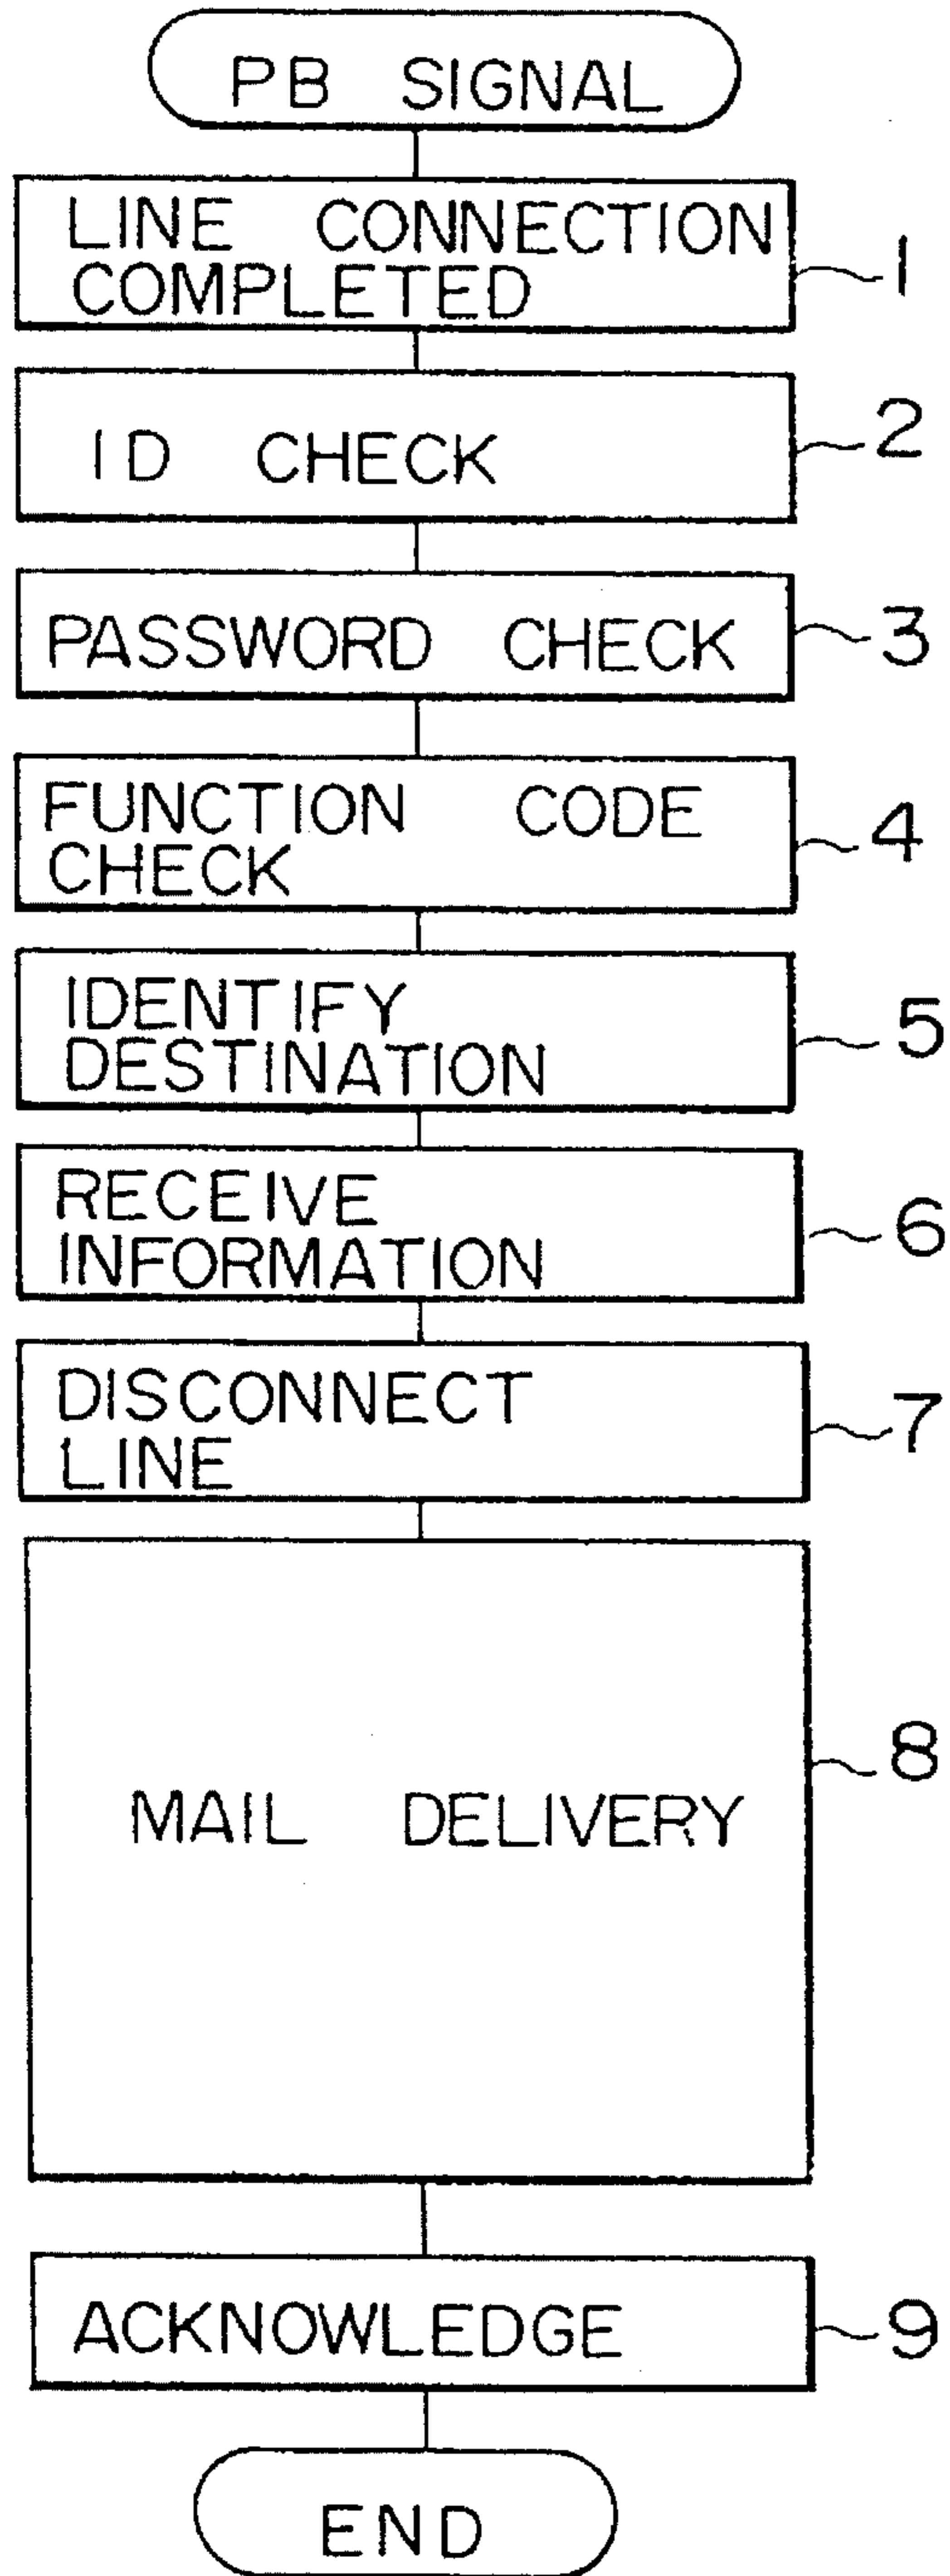 PB SIGNAL
LINE CONNECTION
COMPLETED
1
ID CHECK
2
PASSWORD CHECK
3
FUNCTION CODE
CHECK
4
IDENTIFY
DESTINATION
5
RECEIVE
INFORMATION
6
DISCONNECT
LINE
7
MAIL DELIVERY
8
ACKNOWLEDGE
9
END